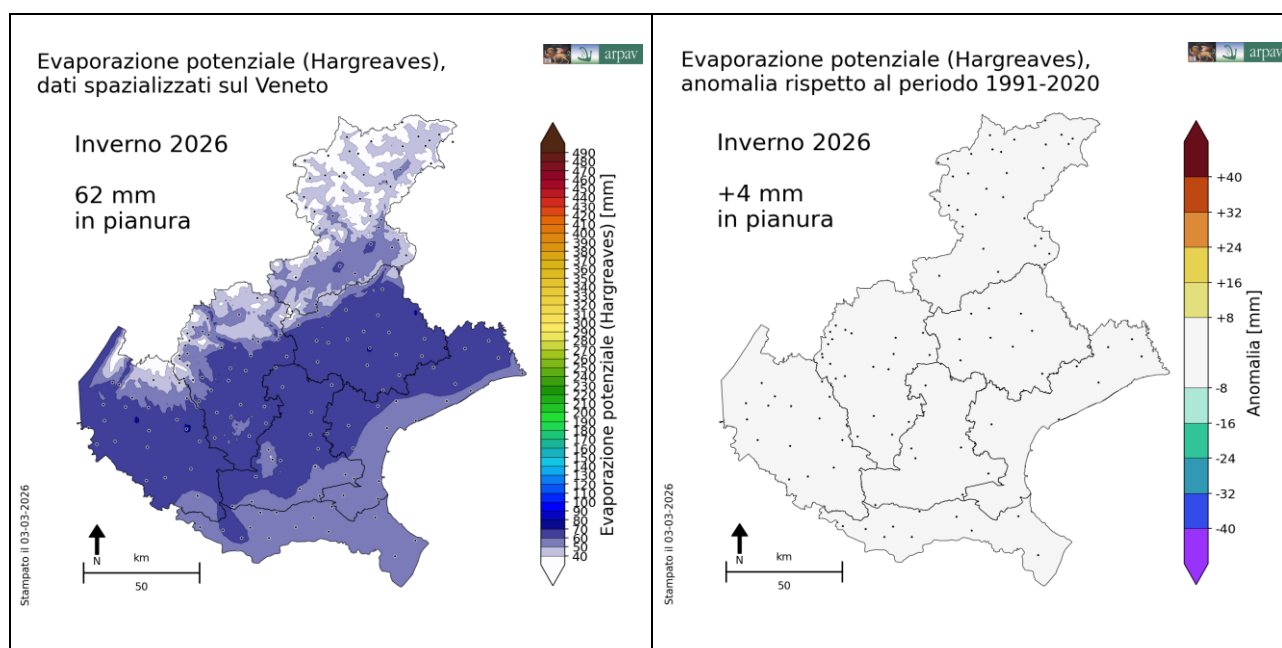 Evaporazione potenziale (Hargreaves),
dati spazializzati sul Veneto
arpav
Inverno 2026
62 mm
in pianura
490
480
470
460
450
440
430
420
410
400
390
380
370
360
350
340
330
320
310
300
290
280
270
260
250
240
230
220
210
200
190
180
170
160
150
140
130
120
110
100
90
80
70
60
50
40
Evaporazione potenziale (Hargreaves) [mm]
Stampato il 03-03-2026
N
km
50
Evaporazione potenziale (Hargreaves),
anomalia rispetto al periodo 1991-2020
arpav
Inverno 2026
+4 mm
in pianura
+40
+32
+24
+16
+8
-8
-16
-24
-32
-40
Anomalia [mm]
Stampato il 03-03-2026
N
km
50